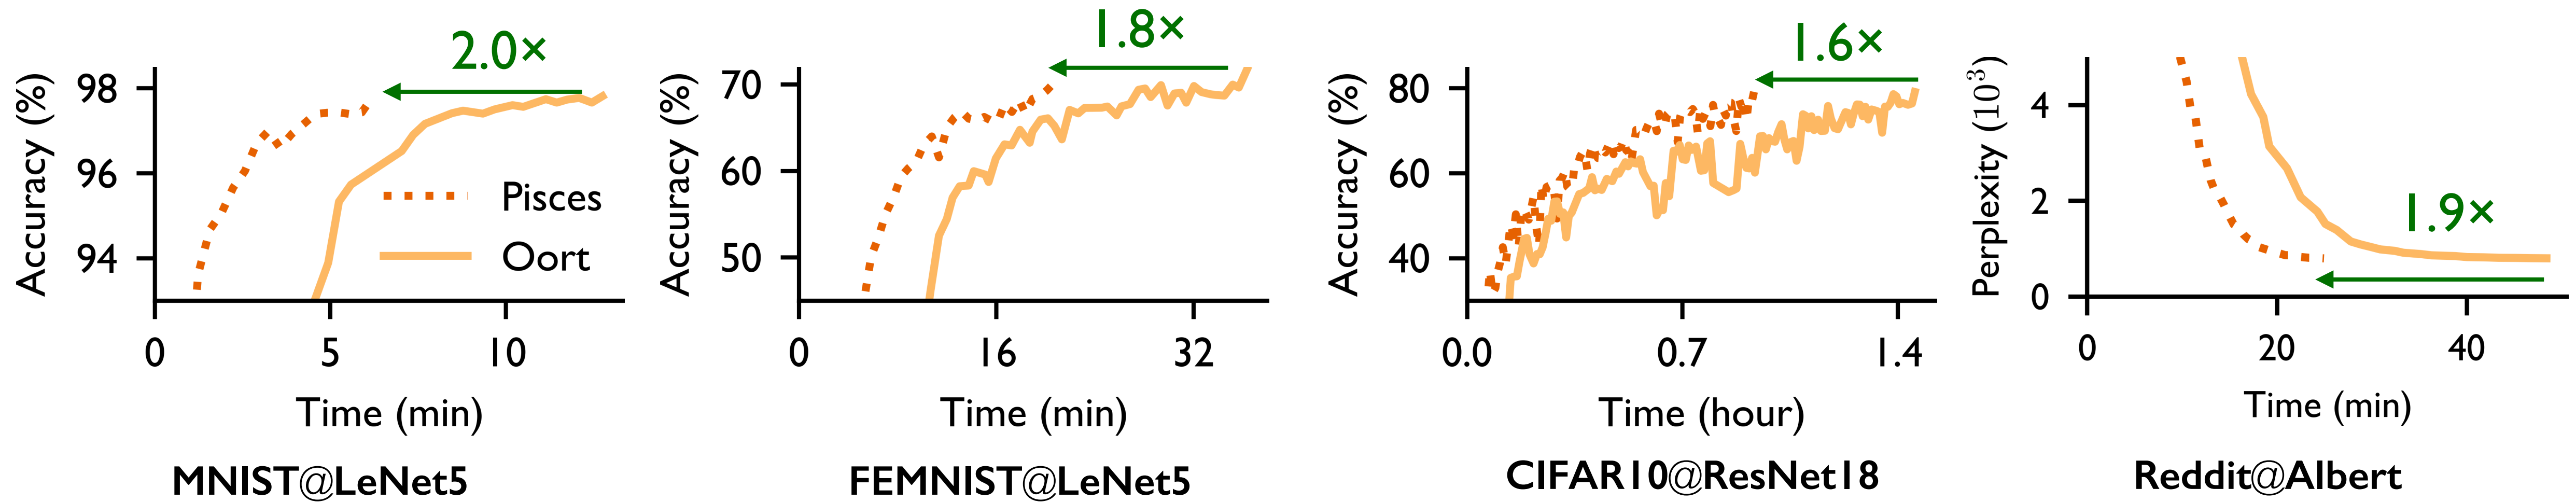 2.0×
Accuracy (%)
98
96
94
Pisces
Oort
0 5 10
Time (min)
MNIST@LeNet5
1.8×
Accuracy (%)
70
60
50
0 16 32
Time (min)
FEMNIST@LeNet5
1.6×
Accuracy (%)
80
60
40
0.0 0.7 1.4
Time (hour)
CIFAR10@ResNet18
Perplexity (10³)
4
2
0
1.9×
0 20 40
Time (min)
Reddit@Albert